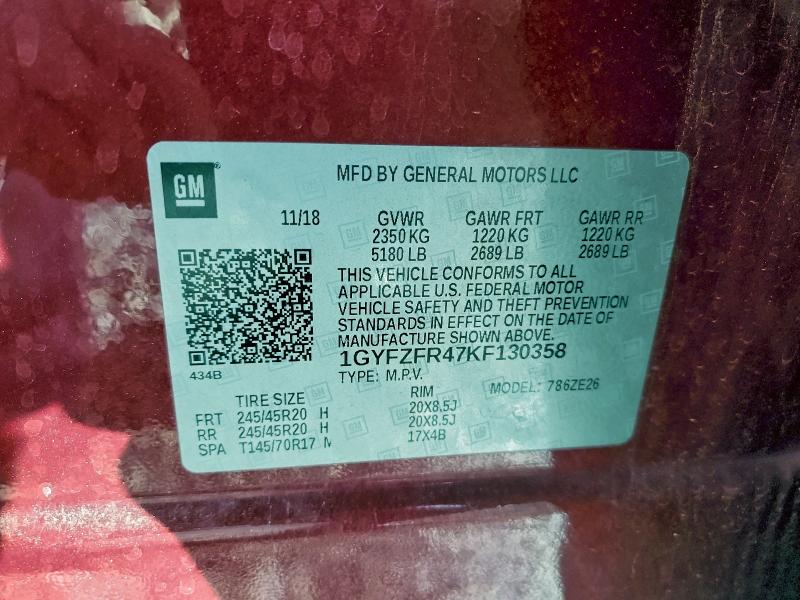 GM
MFD BY GENERAL MOTORS LLC
11/18 GVWR GAWR FRT GAWR RR
2350 KG 1220 KG 1220 KG
5180 LB 2689 LB 2689 LB
THIS VEHICLE CONFORMS TO ALL
APPLICABLE U.S. FEDERAL MOTOR
VEHICLE SAFETY AND THEFT PREVENTION
STANDARDS IN EFFECT ON THE DATE OF
MANUFACTURE SHOWN ABOVE.
1GYFZFR47KF130358
434B
TYPE: M.P.V. MODEL: 786ZE26
TIRE SIZE RIM
FRT 245/45R20 H 20X8.5J
RR 245/45R20 H 20X8.5J
SPA T145/70R17 M 17X4B